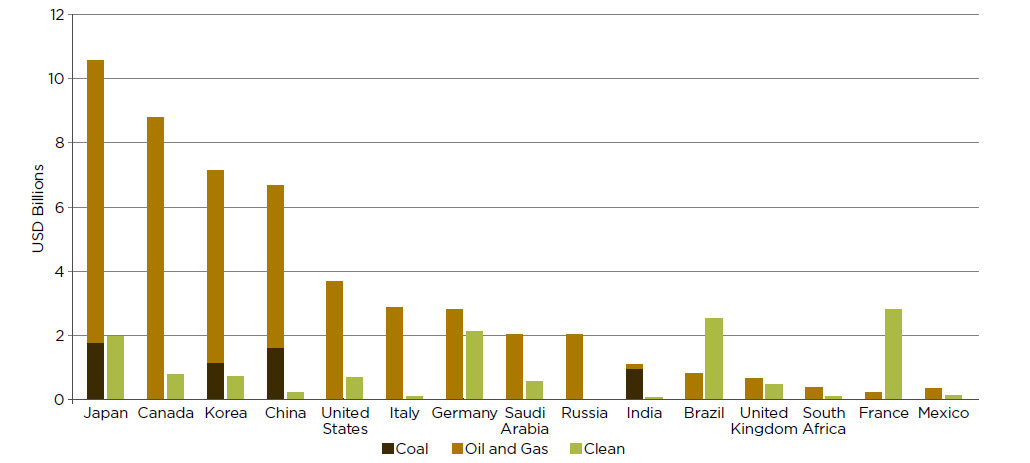 12
10
8
6
4
2
0
USD Billions
Japan Canada Korea China United States Italy Germany Saudi Arabia Russia India Brazil United Kingdom South Africa France Mexico
Coal Oil and Gas Clean